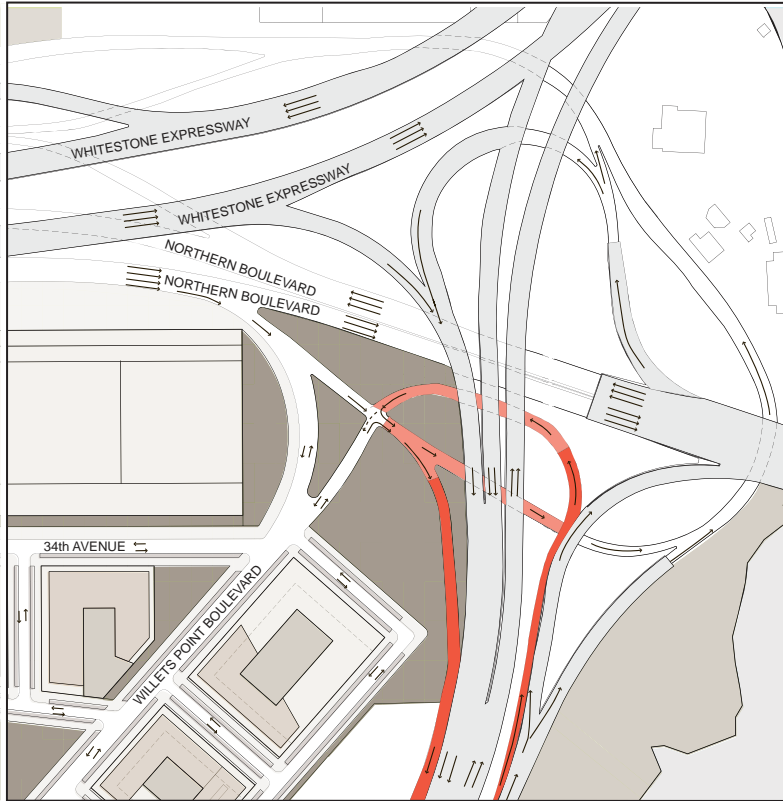 WHITESTONE EXPRESSWAY
WHITESTONE EXPRESSWAY
NORTHERN BOULEVARD
NORTHERN BOULEVARD
34th AVENUE
WILLETS POINT BOULEVARD